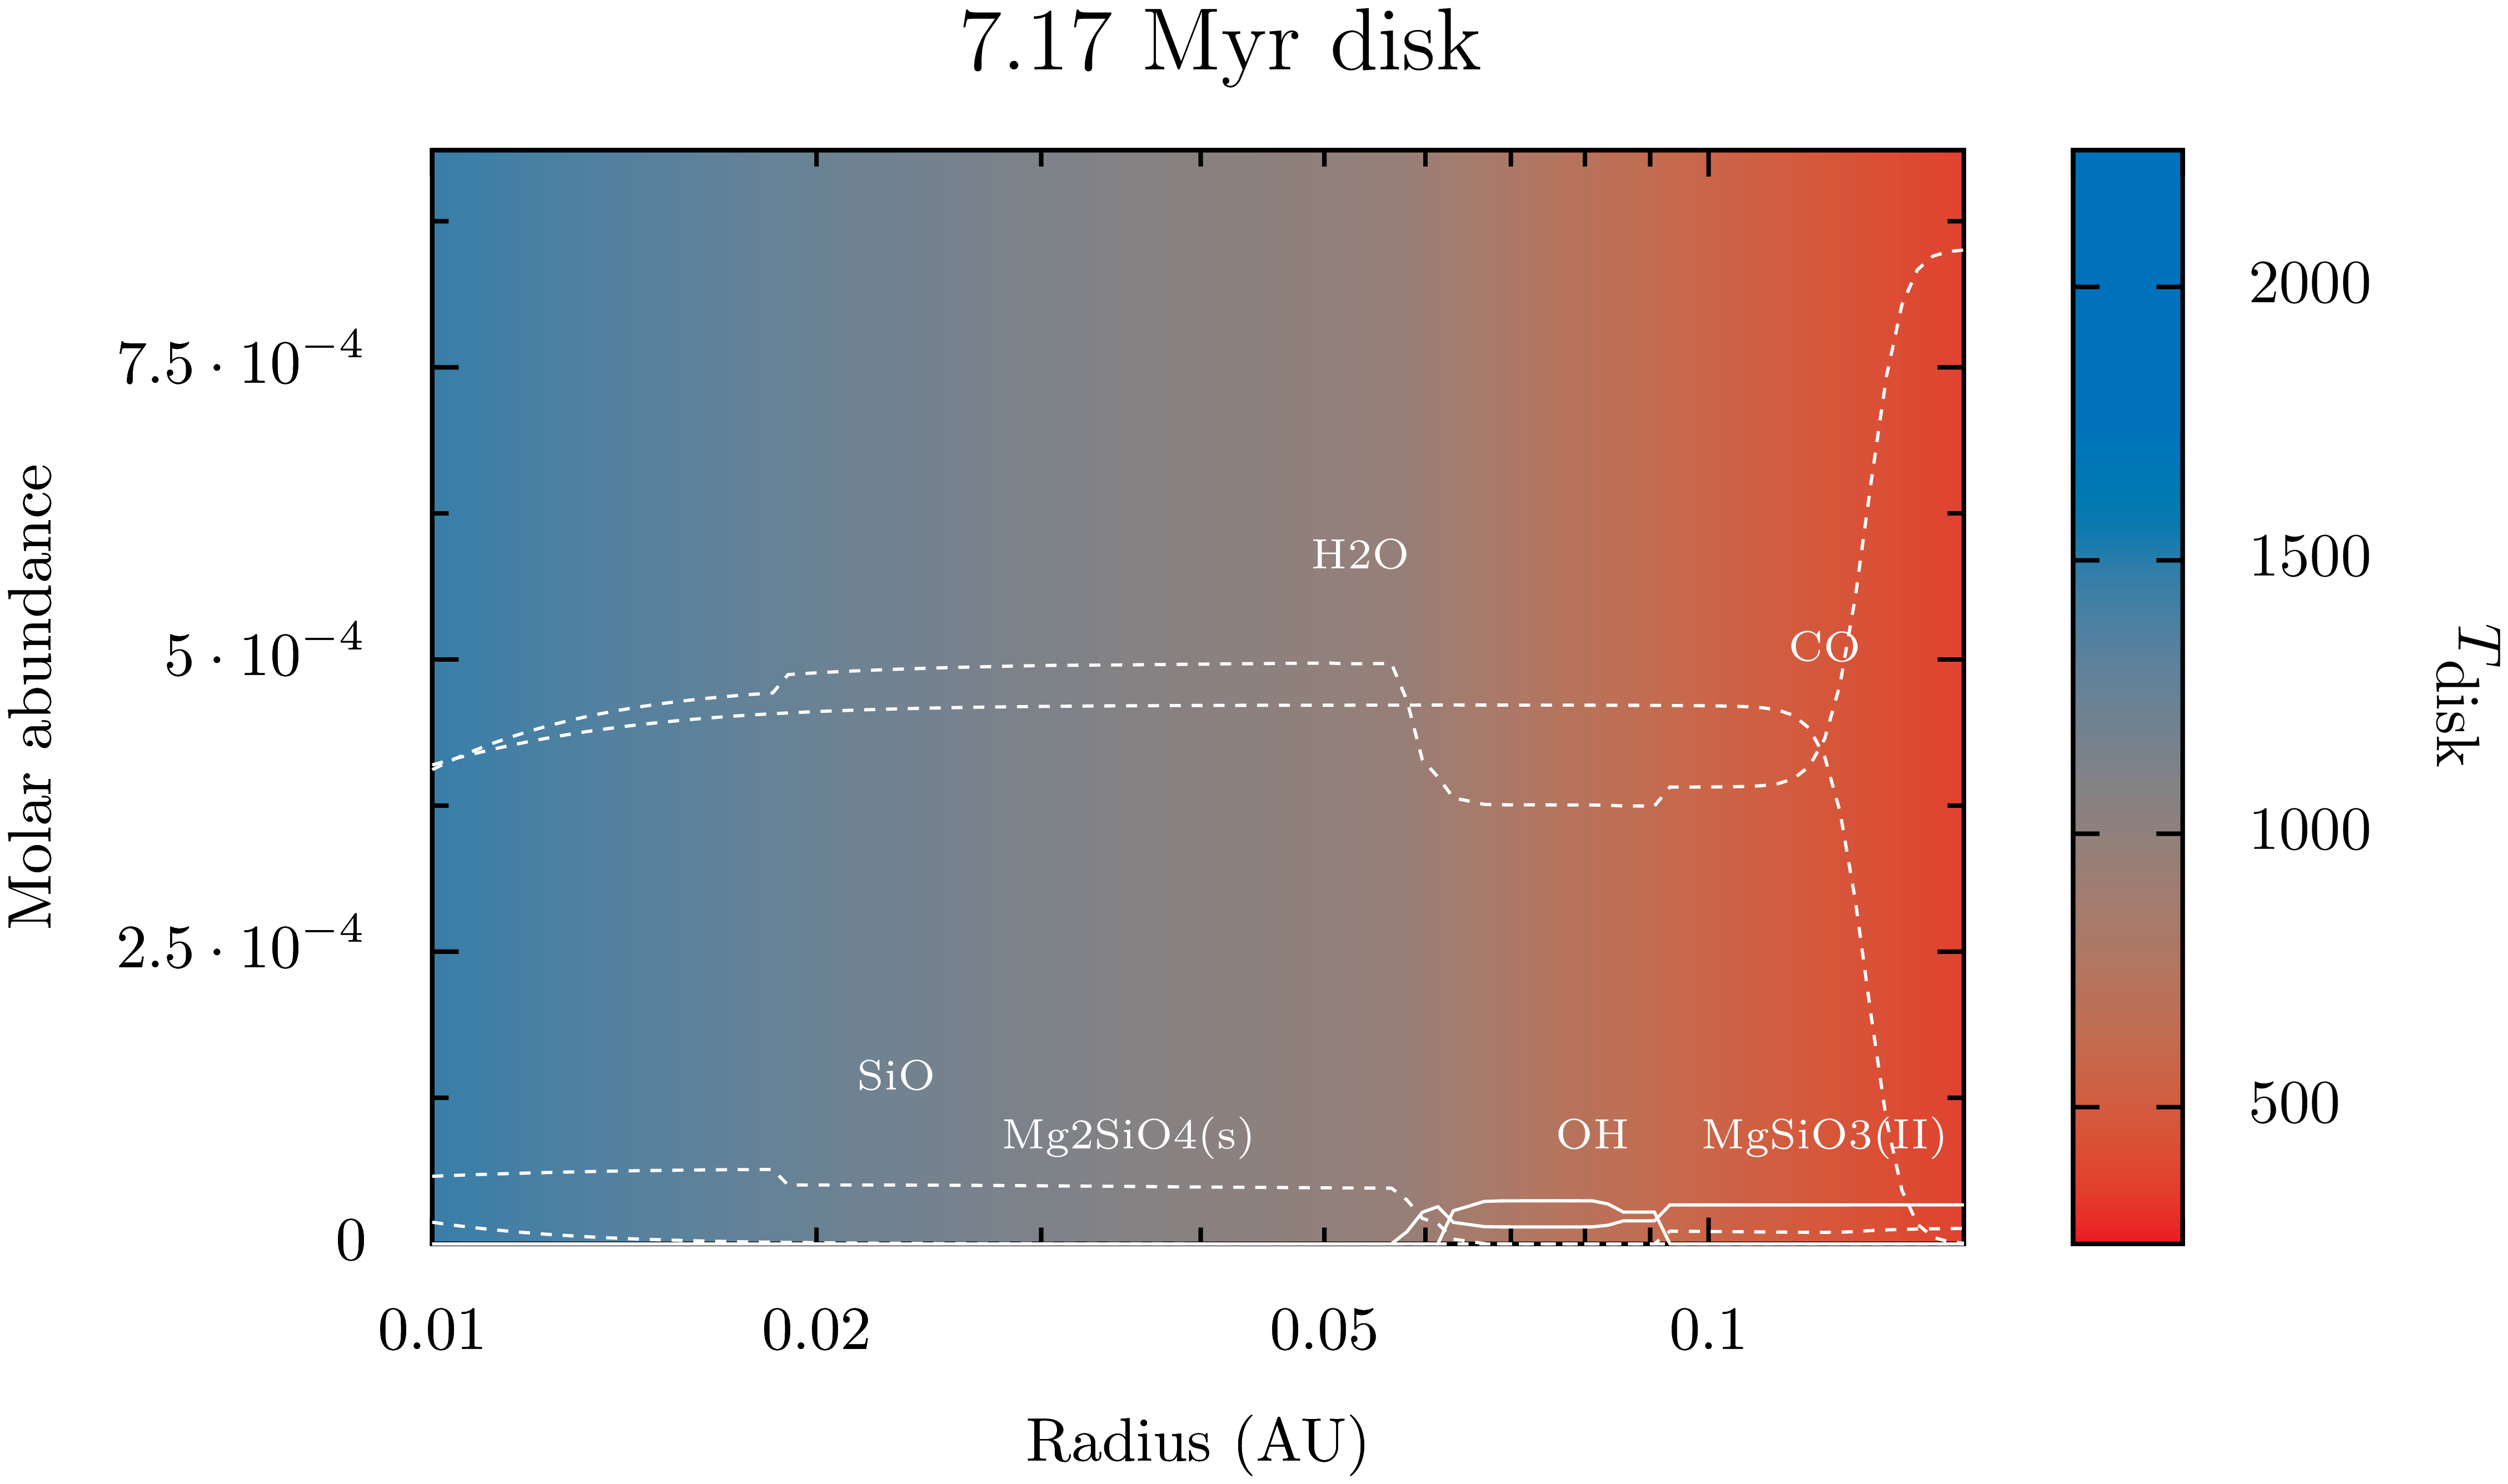 7.17 Myr disk
Molar abundance
7.5 · 10⁻⁴
5 · 10⁻⁴
2.5 · 10⁻⁴
0
H2O
CO
SiO
Mg2SiO4(s)
OH
MgSiO3(II)
0.01
0.02
0.05
0.1
Radius (AU)
2000
1500
1000
500
T_disk